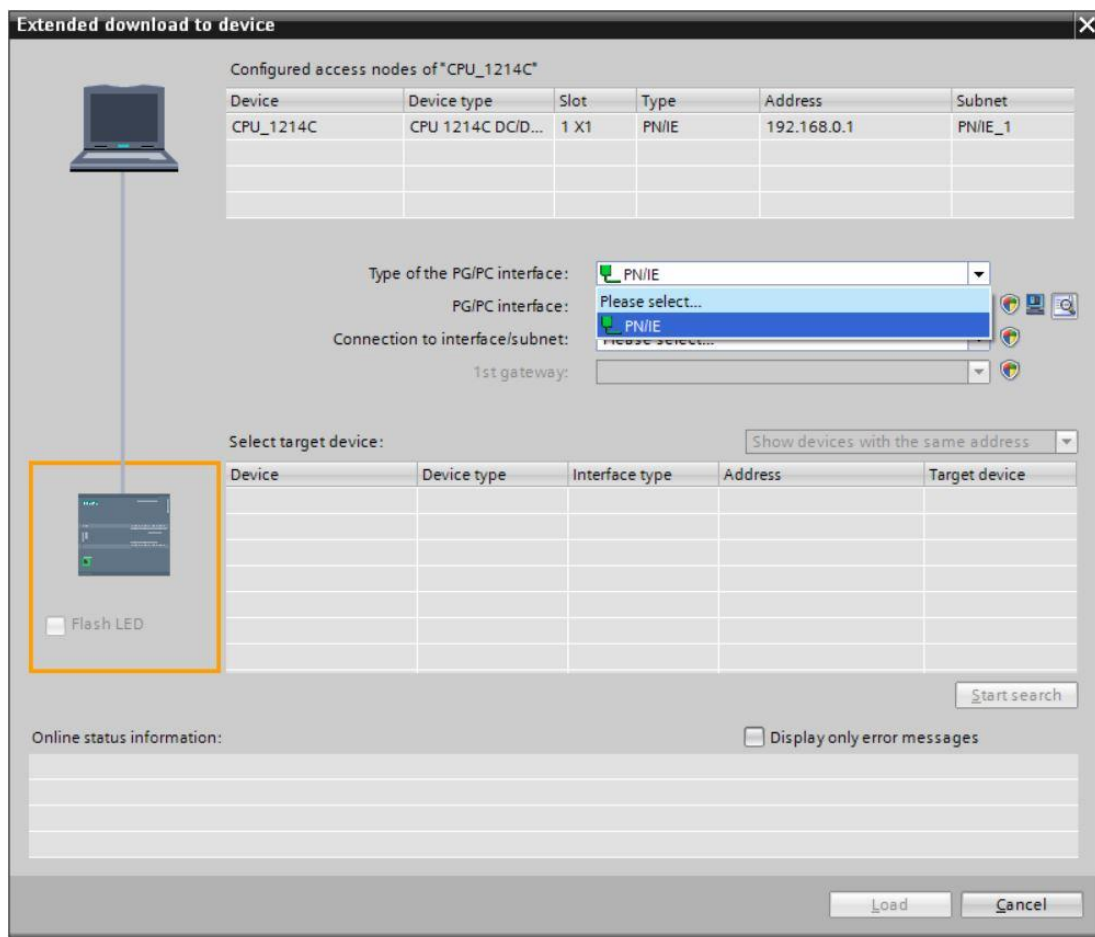 Extended download to device
Configured access nodes of "CPU_1214C"
Device Device type Slot Type Address Subnet
CPU_1214C CPU 1214C DC/D... 1 X1 PN/IE 192.168.0.1 PN/IE_1
Type of the PG/PC interface: PN/IE
PG/PC interface: Please select...
PN/IE
Connection to interface/subnet: Please select...
1st gateway:
Select target device: Show devices with the same address
Device Device type Interface type Address Target device
Flash LED
Start search
Online status information: Display only error messages
Load Cancel